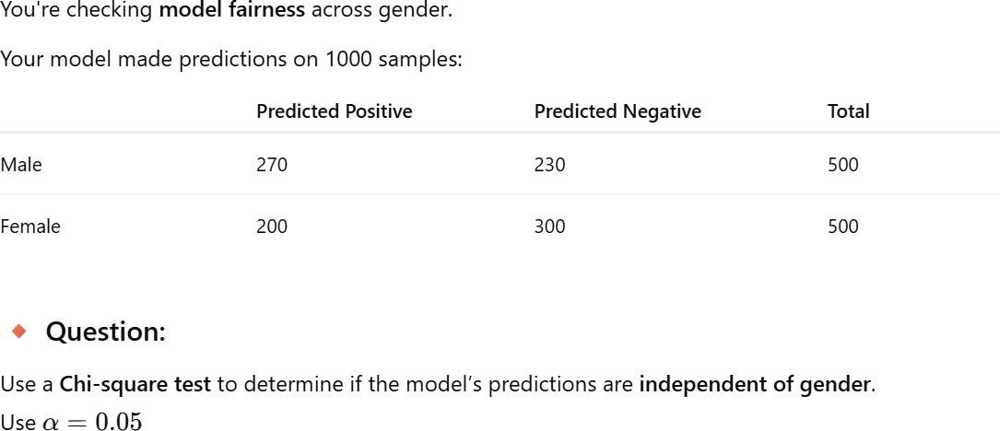 You're checking model fairness across gender.
Your model made predictions on 1000 samples:
Predicted Positive Predicted Negative Total
Male 270 230 500
Female 200 300 500
Question:
Use a Chi-square test to determine if the model’s predictions are independent of gender.
Use α = 0.05